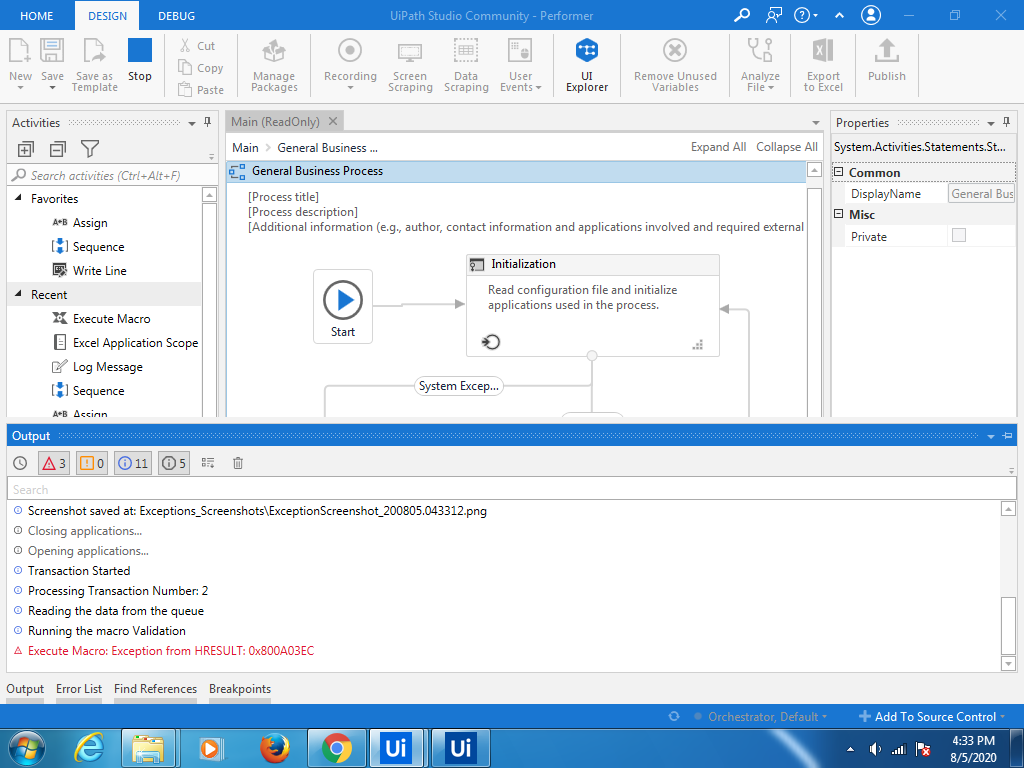 HOME DESIGN DEBUG UiPath Studio Community - Performer
New Save Save as Template Stop Cut Copy Paste Manage Packages Recording Screen Scraping Data Scraping User Events UI Explorer Remove Unused Variables Analyze File Export to Excel Publish
Activities
Search activities (Ctrl+Alt+F)
Favorites
Assign
Sequence
Write Line
Recent
Execute Macro
Excel Application Scope
Log Message
Sequence
Assign
Main (ReadOnly)
Main > General Business ... Expand All Collapse All
General Business Process
[Process title]
[Process description]
[Additional information (e.g., author, contact information and applications involved and required external
Start
Initialization
Read configuration file and initialize
applications used in the process.
System Excep...
Properties
System.Activities.Statements.St...
Common
DisplayName General Bus
Misc
Private
Output
3 0 11 5
Search
Screenshot saved at: Exceptions_Screenshots\ExceptionScreenshot_200805.043312.png
Closing applications...
Opening applications...
Transaction Started
Processing Transaction Number: 2
Reading the data from the queue
Running the macro Validation
Execute Macro: Exception from HRESULT: 0x800A03EC
Output Error List Find References Breakpoints
Orchestrator, Default Add To Source Control
Ui Ui
4:33 PM
8/5/2020